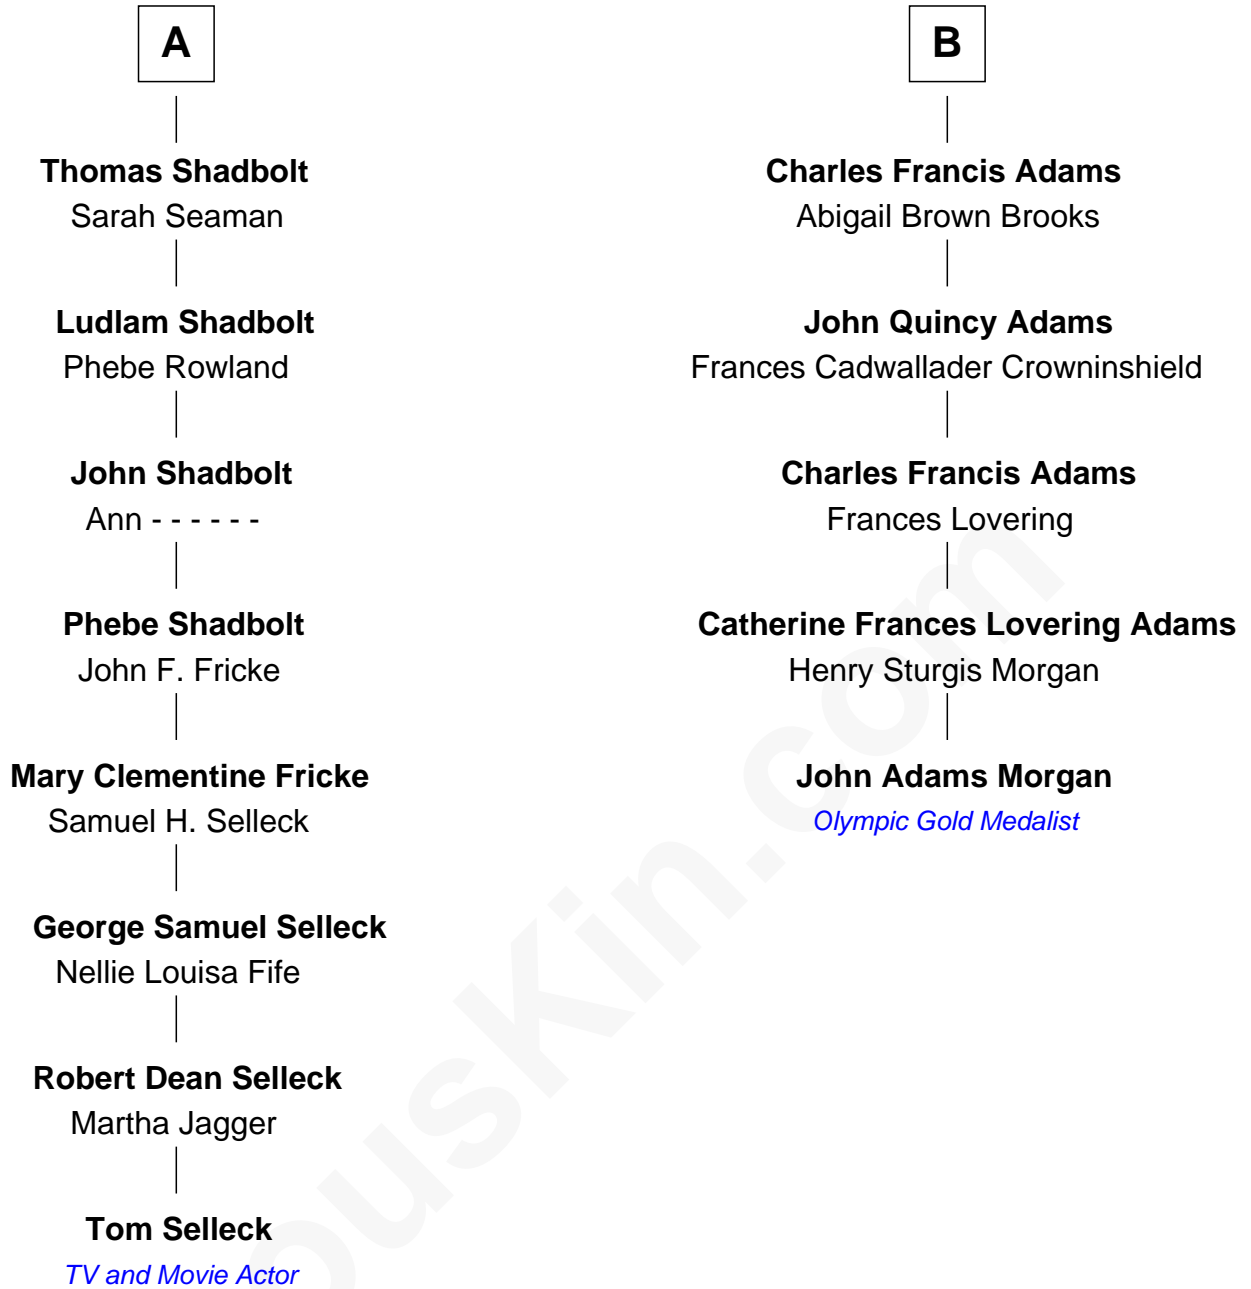 A
Thomas Shadbolt
Sarah Seaman
Ludlam Shadbolt
Phebe Rowland
John Shadbolt
Ann - - - - - -
Phebe Shadbolt
John F. Fricke
Mary Clementine Fricke
Samuel H. Selleck
George Samuel Selleck
Nellie Louisa Fife
Robert Dean Selleck
Martha Jagger
Tom Selleck
TV and Movie Actor
B
Charles Francis Adams
Abigail Brown Brooks
John Quincy Adams
Frances Cadwallader Crowninshield
Charles Francis Adams
Frances Lovering
Catherine Frances Lovering Adams
Henry Sturgis Morgan
John Adams Morgan
Olympic Gold Medalist
ousKin.com